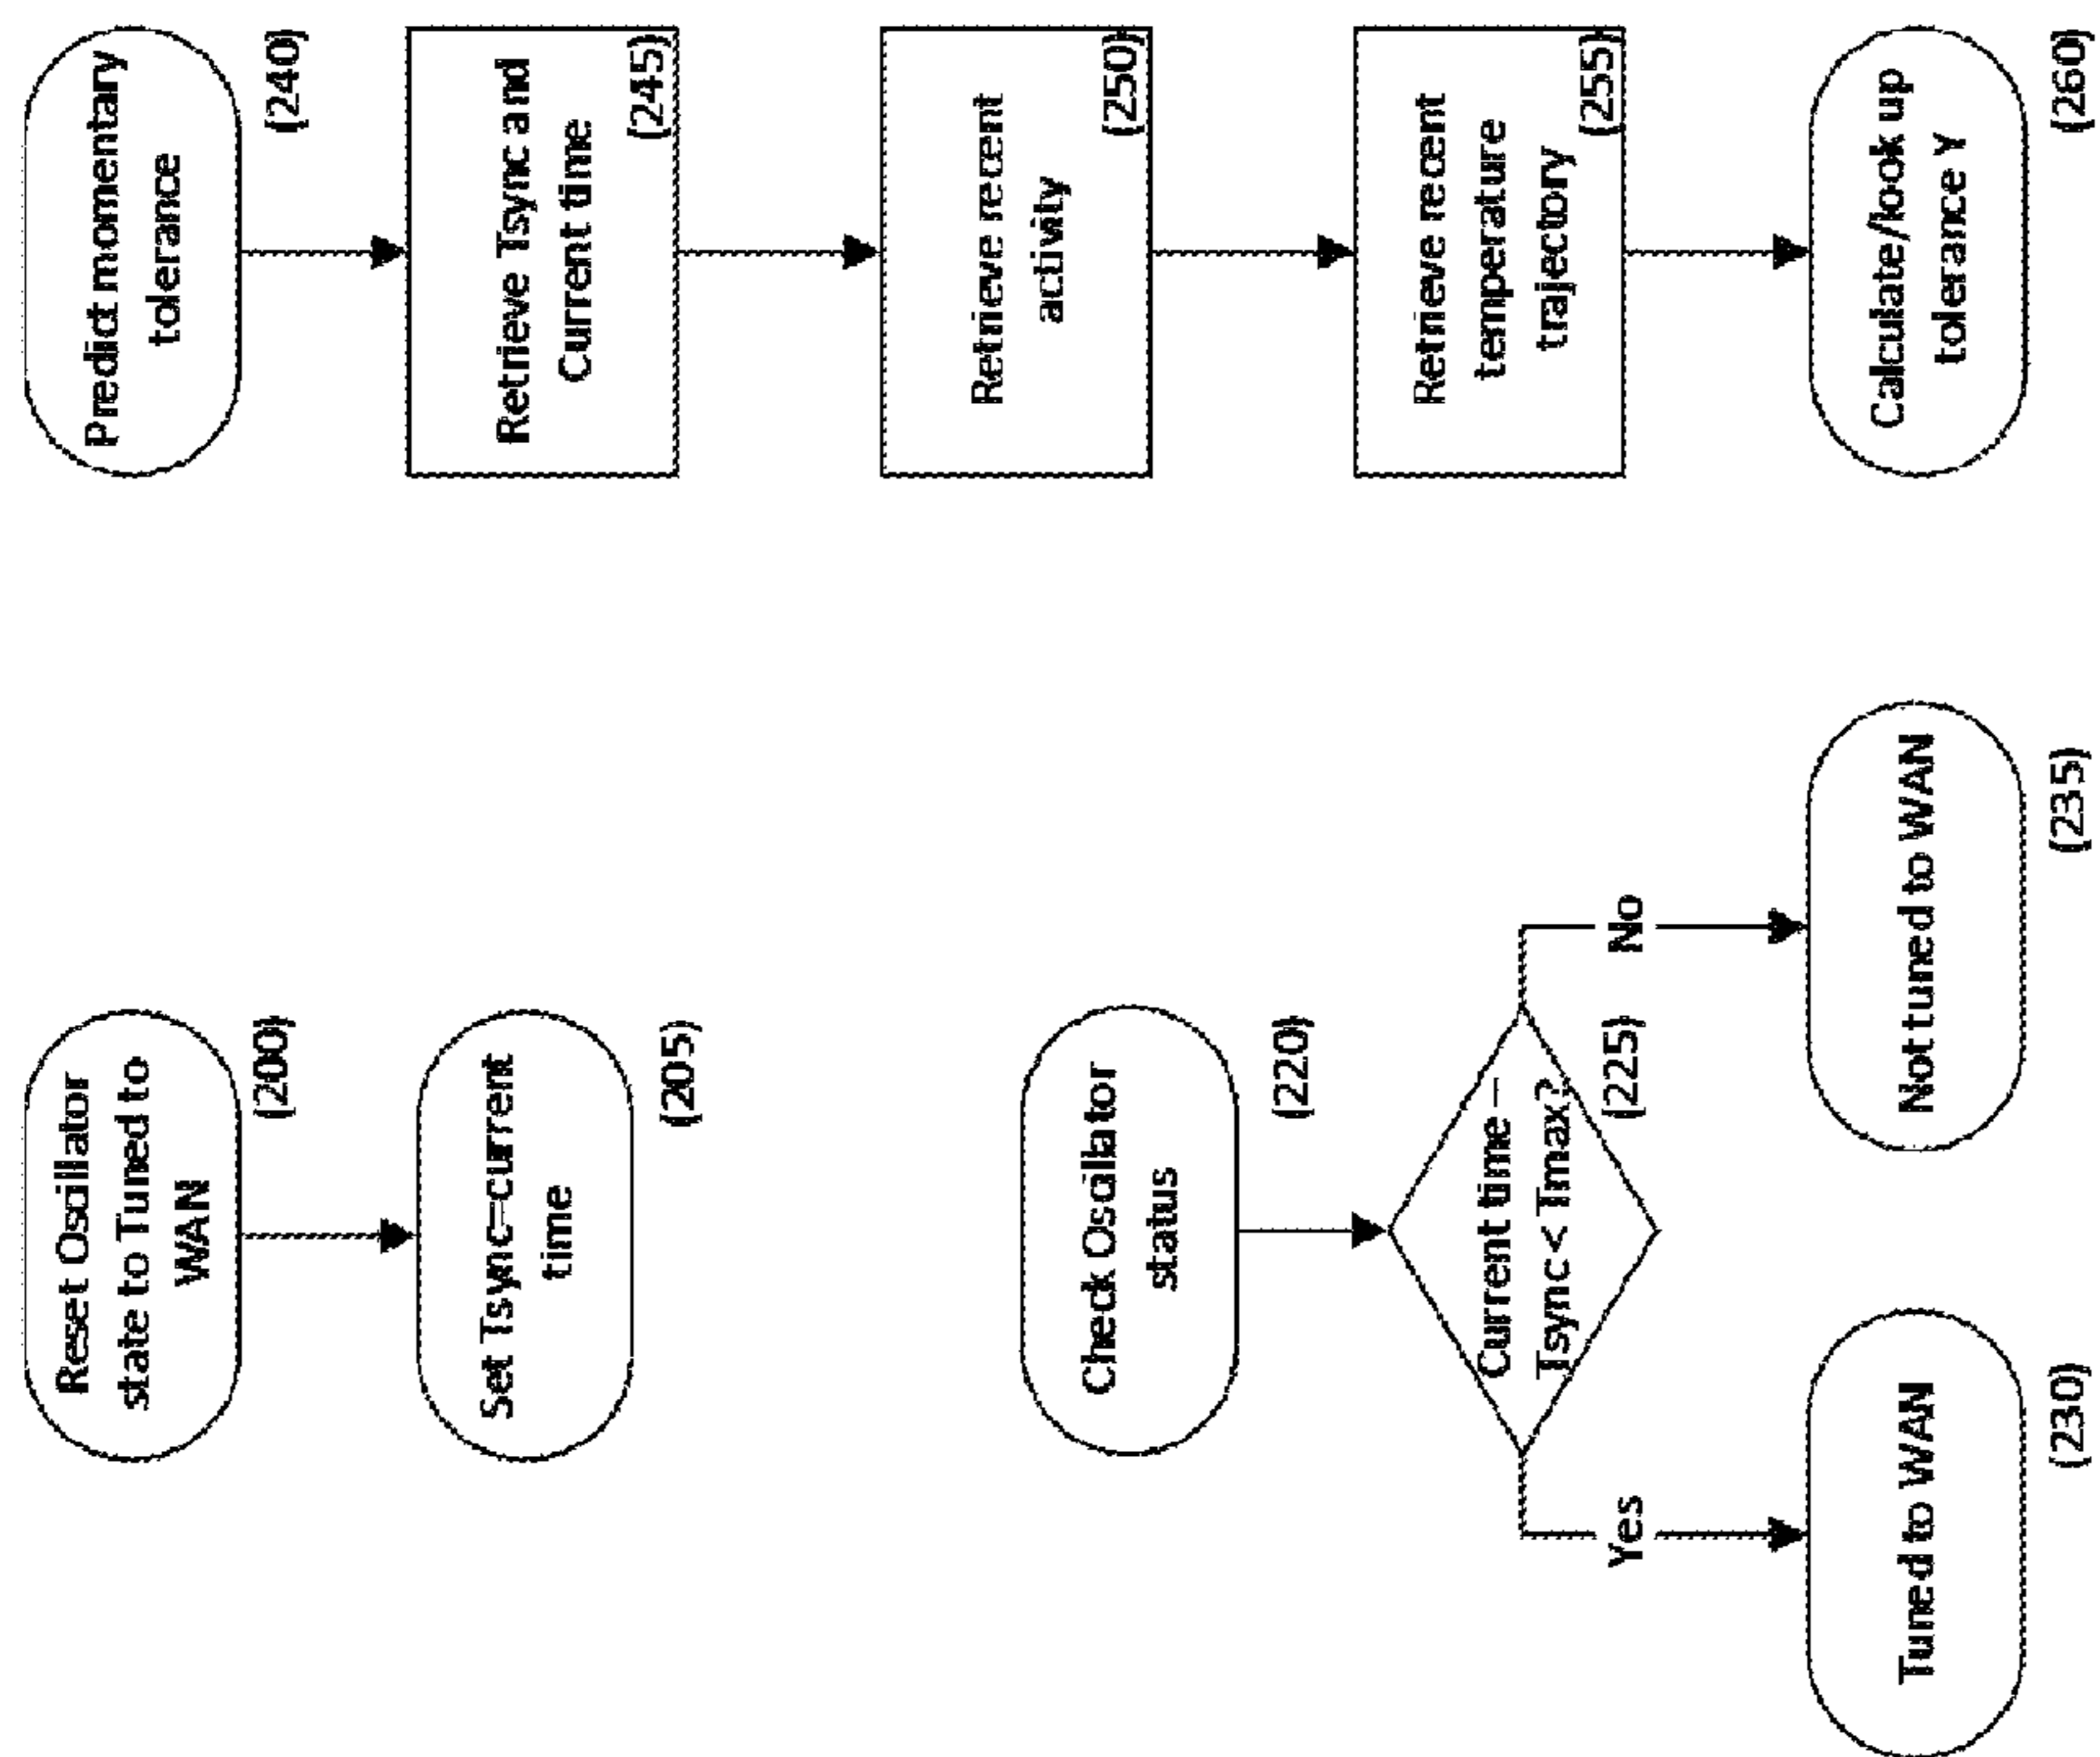 Reset Oscillator
state to Tuned to
WAN
(200)
Set Tsync=current
time
(205)
Check Oscillator
status
(220)
Current time –
Tsync < Tmax?
(225)
Yes
No
Tuned to WAN
(230)
Not tuned to WAN
(235)
Predict momentary
tolerance
(240)
Retrieve Tsync and
Current time
(245)
Retrieve recent
activity
(250)
Retrieve recent
temperature
trajectory
(255)
Calculate/look up
tolerance Y
(260)